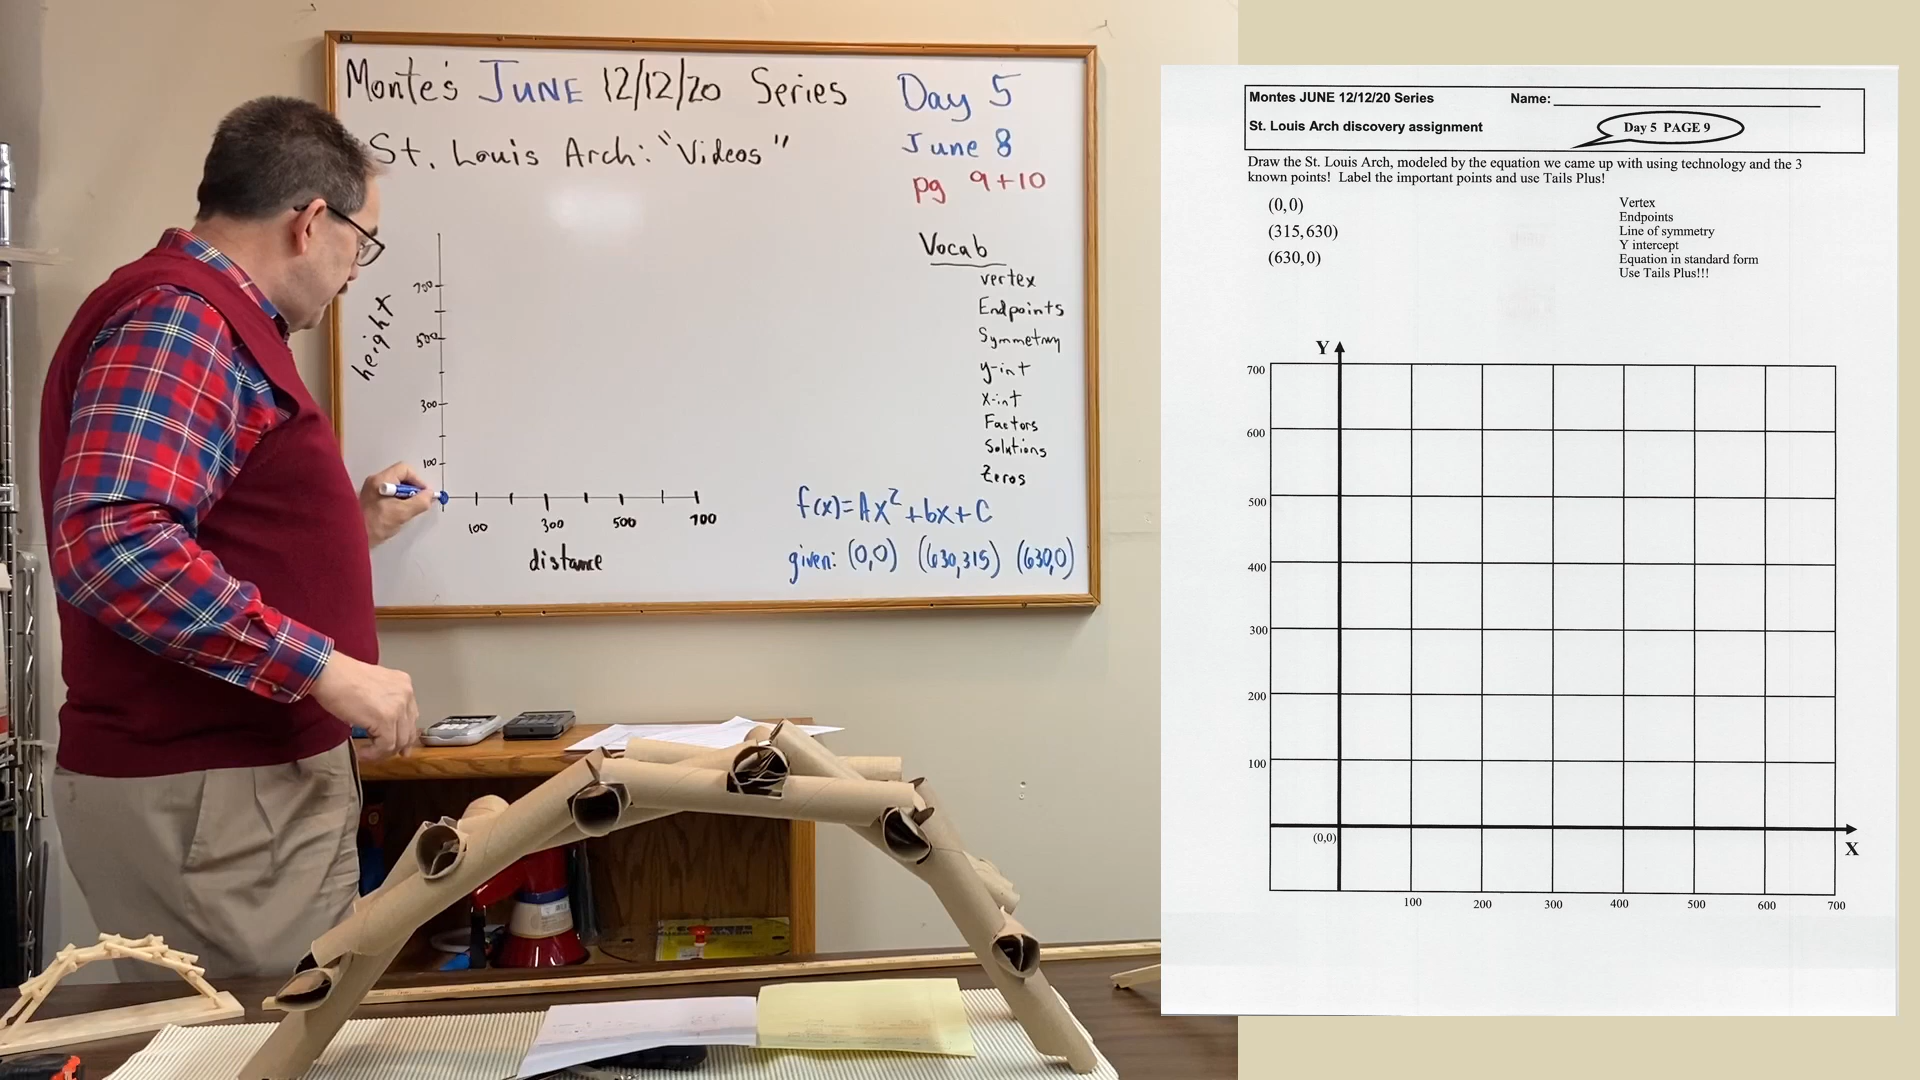 Monte's JUNE 12/12/20 Series
Day 5
St. Louis Arch: "Videos"
June 8
pg 9+10
Vocab
vertex
Endpoints
Symmetry
y-int
x-int
Factors
Solutions
Zeros
height
700
500
300
100
100 300 500 700
distance
f(x)=Ax²+bx+C
given: (0,0) (630,315) (630,0)
Montes JUNE 12/12/20 Series Name:
St. Louis Arch discovery assignment
Day 5 PAGE 9
Draw the St. Louis Arch, modeled by the equation we came up with using technology and the 3
known points! Label the important points and use Tails Plus!
(0,0)
(315,630)
(630,0)
Vertex
Endpoints
Line of symmetry
Y intercept
Equation in standard form
Use Tails Plus!!!
Y
700
600
500
400
300
200
100
(0,0)
X
100 200 300 400 500 600 700